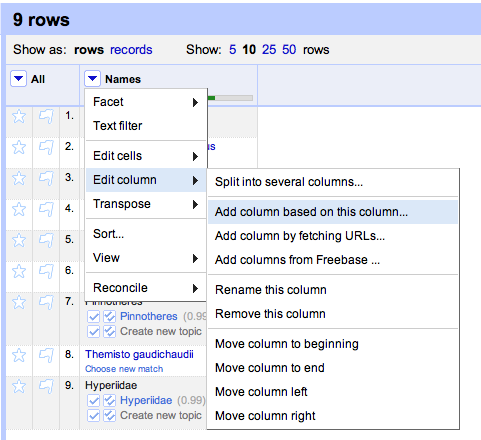 9 rows
Show as: rows records Show: 5 10 25 50 rows
All Names
Facet
Text filter
Edit cells
Edit column
Transpose
Sort...
View
Reconcile
Split into several columns...
Add column based on this column...
Add column by fetching URLs...
Add columns from Freebase ...
Rename this column
Remove this column
Move column to beginning
Move column to end
Move column left
Move column right
1.
2. us
3.
4.
5.
6.
7. Pinnotheres
Pinnotheres (0.99)
Create new topic
8. Themisto gaudichaudii
Choose new match
9. Hyperiidae
Hyperiidae (0.99)
Create new topic